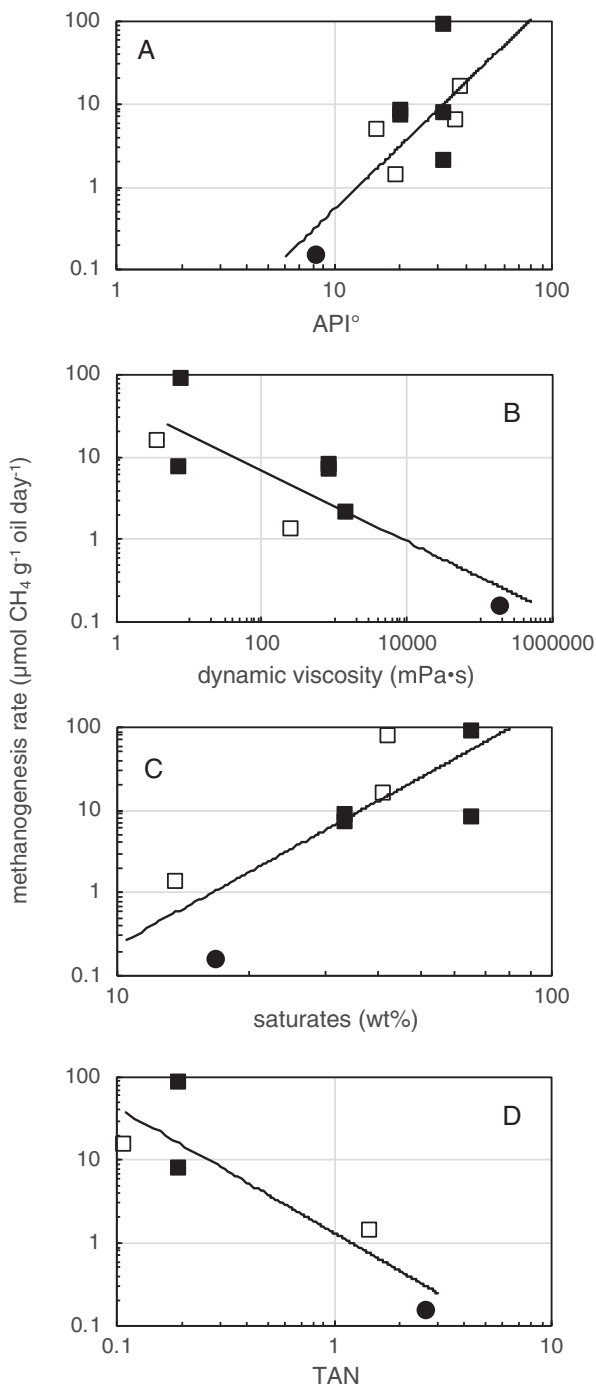 methanogenesis rate (μmol CH₄ g⁻¹ oil day⁻¹)
A
100
10
1
0.1
1 10 100
API°
B
100
10
1
0.1
1 100 10000 1000000
dynamic viscosity (mPa•s)
C
100
10
1
0.1
10 100
saturates (wt%)
D
100
10
1
0.1
0.1 1 10
TAN